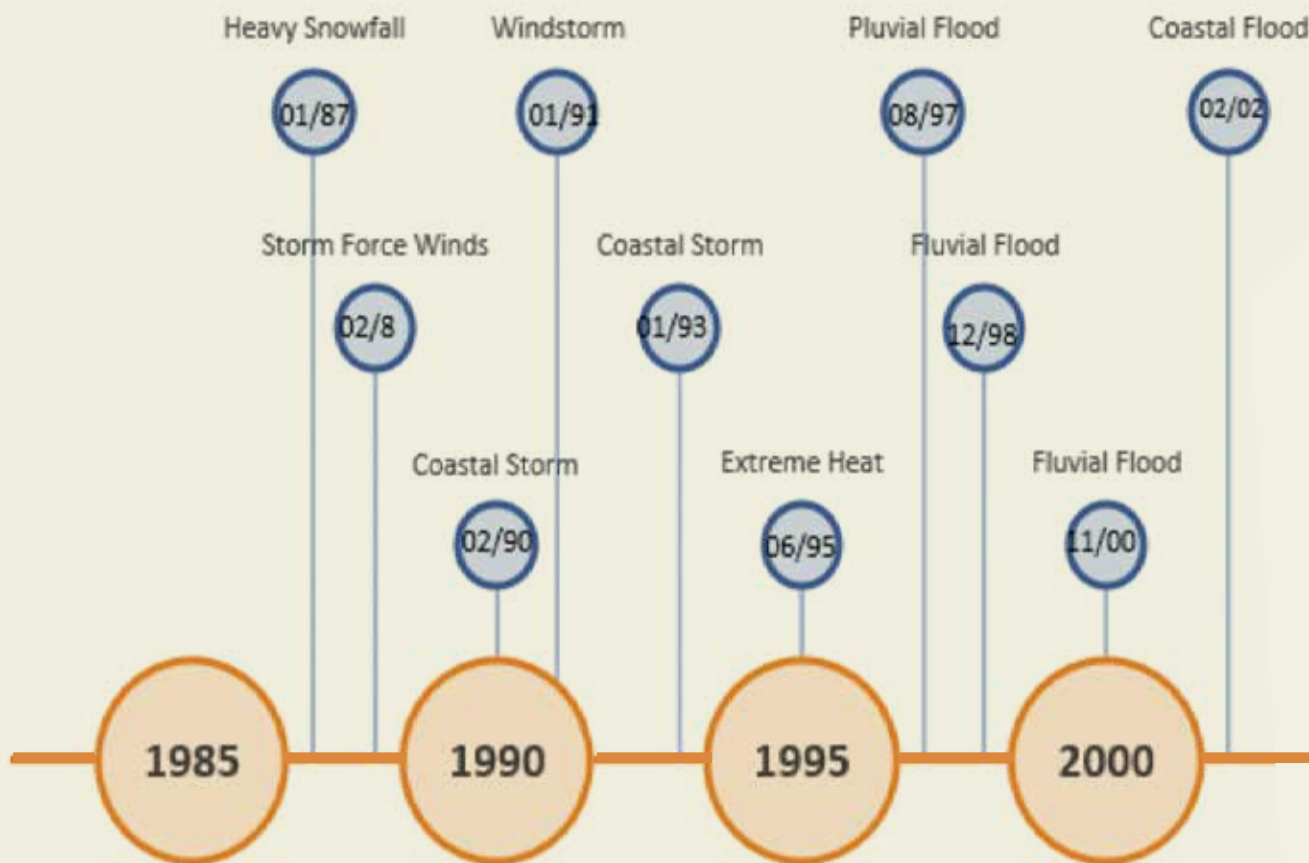 Heavy Snowfall
Windstorm
Pluvial Flood
Coastal Flood
01/87
01/91
08/97
02/02
Storm Force Winds
Coastal Storm
Fluvial Flood
02/8
01/93
12/98
Coastal Storm
Extreme Heat
Fluvial Flood
02/90
06/95
11/00
1985
1990
1995
2000